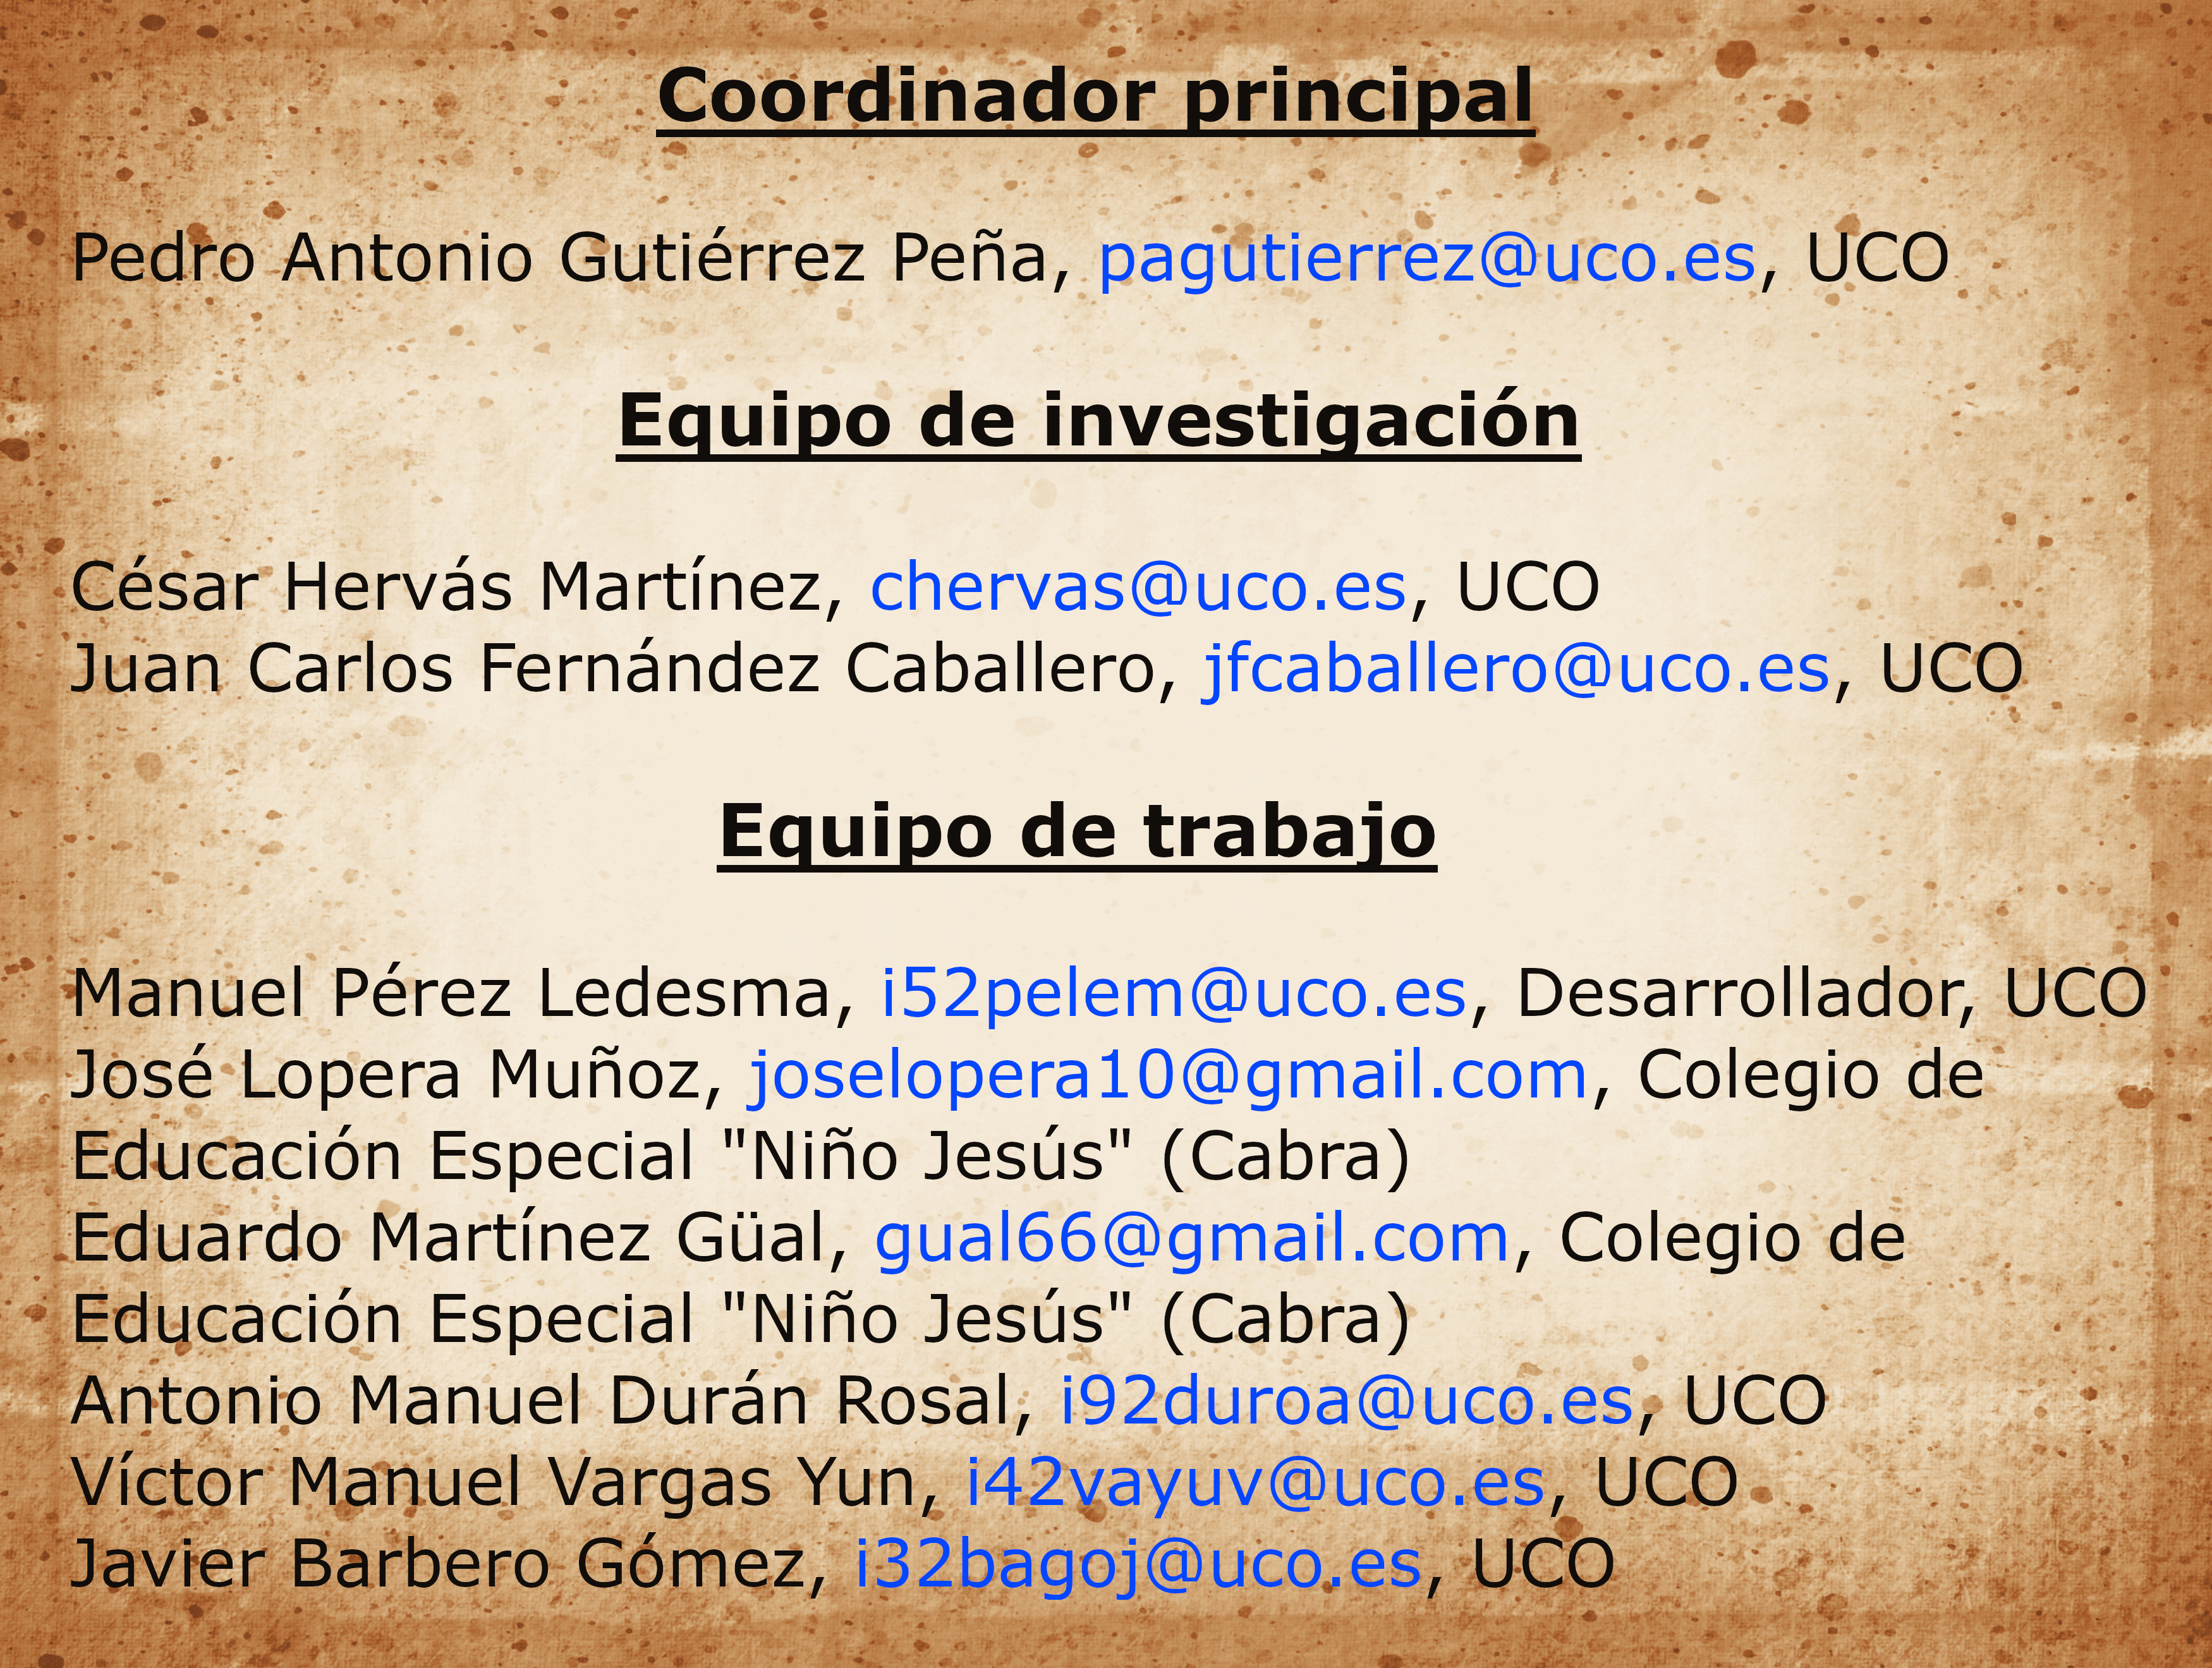 Coordinador principal
Pedro Antonio Gutiérrez Peña, pagutierrez@uco.es, UCO
Equipo de investigación
César Hervás Martínez, chervas@uco.es, UCO
Juan Carlos Fernández Caballero, jfcaballero@uco.es, UCO
Equipo de trabajo
Manuel Pérez Ledesma, i52pelem@uco.es, Desarrollador, UCO
José Lopera Muñoz, joselopera10@gmail.com, Colegio de
Educación Especial "Niño Jesús" (Cabra)
Eduardo Martínez Güal, gual66@gmail.com, Colegio de
Educación Especial "Niño Jesús" (Cabra)
Antonio Manuel Durán Rosal, i92duroa@uco.es, UCO
Víctor Manuel Vargas Yun, i42vayuv@uco.es, UCO
Javier Barbero Gómez, i32bagoj@uco.es, UCO